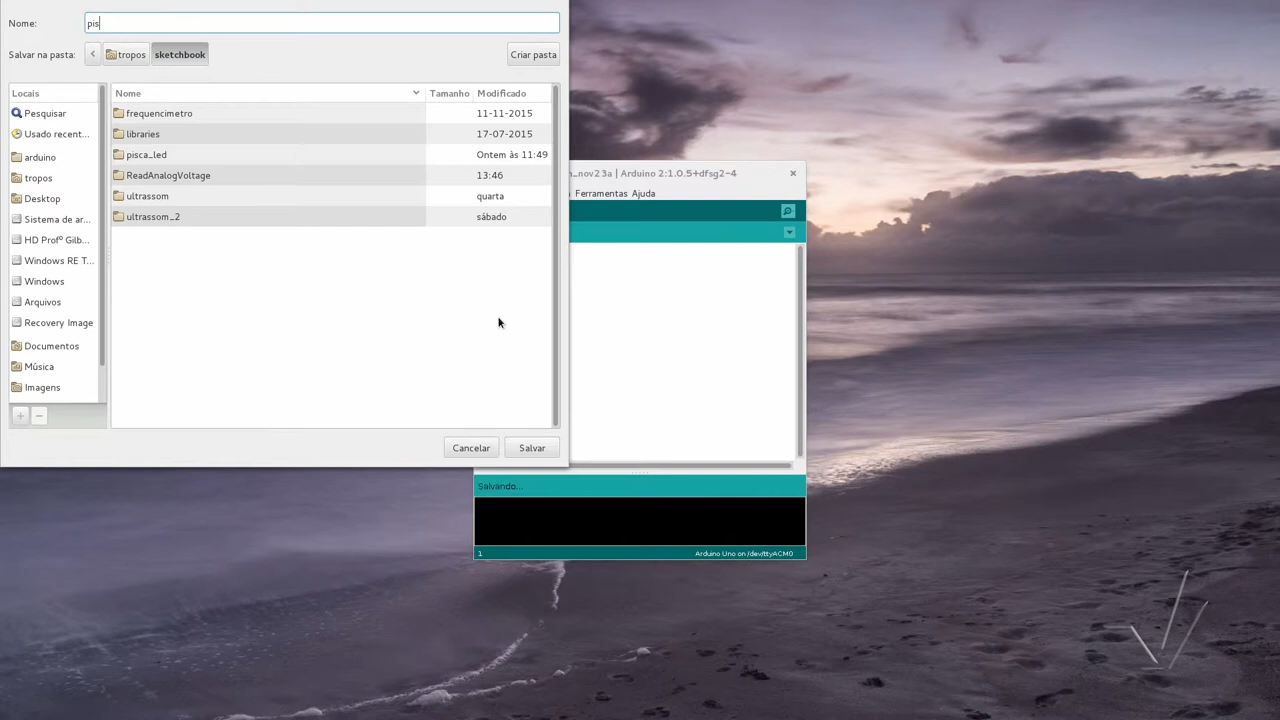 Nome: pis
Salvar na pasta: < tropos sketchbook Criar pasta
Locais
Pesquisar
Usado recent...
arduino
tropos
Desktop
Sistema de ar...
HD Profº Gilb...
Windows RE T...
Windows
Arquivos
Recovery Image
Documentos
Música
Imagens
Nome Tamanho Modificado
frequencimetro 11-11-2015
libraries 17-07-2015
pisca_led Ontem às 11:49
ReadAnalogVoltage 13:46
ultrassom quarta
ultrassom_2 sábado
Cancelar Salvar
h_nov23a | Arduino 2:1.0.5+dfsg2-4
Ferramentas Ajuda
Salvando...
1 Arduino Uno on /dev/ttyACM0